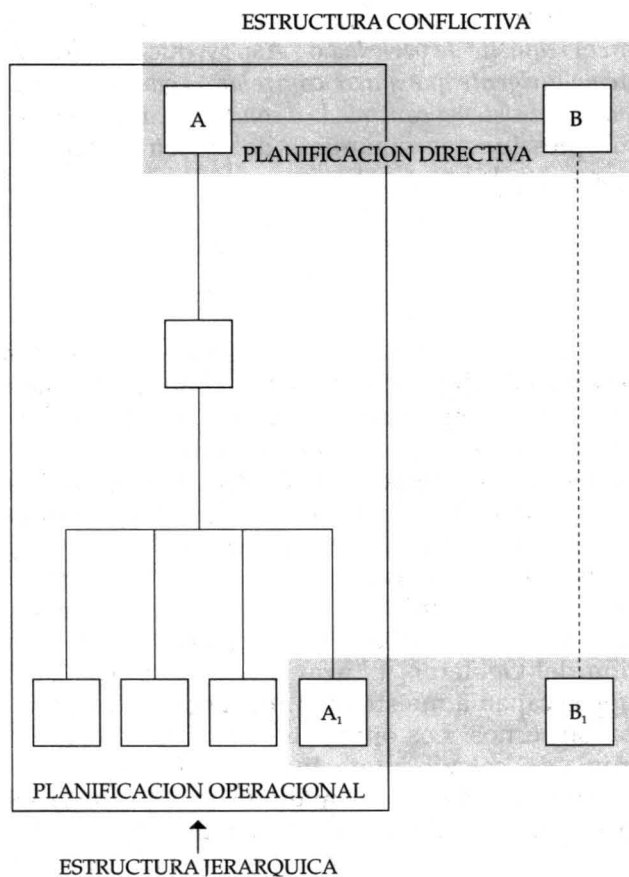 ESTRUCTURA CONFLICTIVA
A B
PLANIFICACION DIRECTIVA
A₁ B₁
PLANIFICACION OPERACIONAL
ESTRUCTURA JERARQUICA